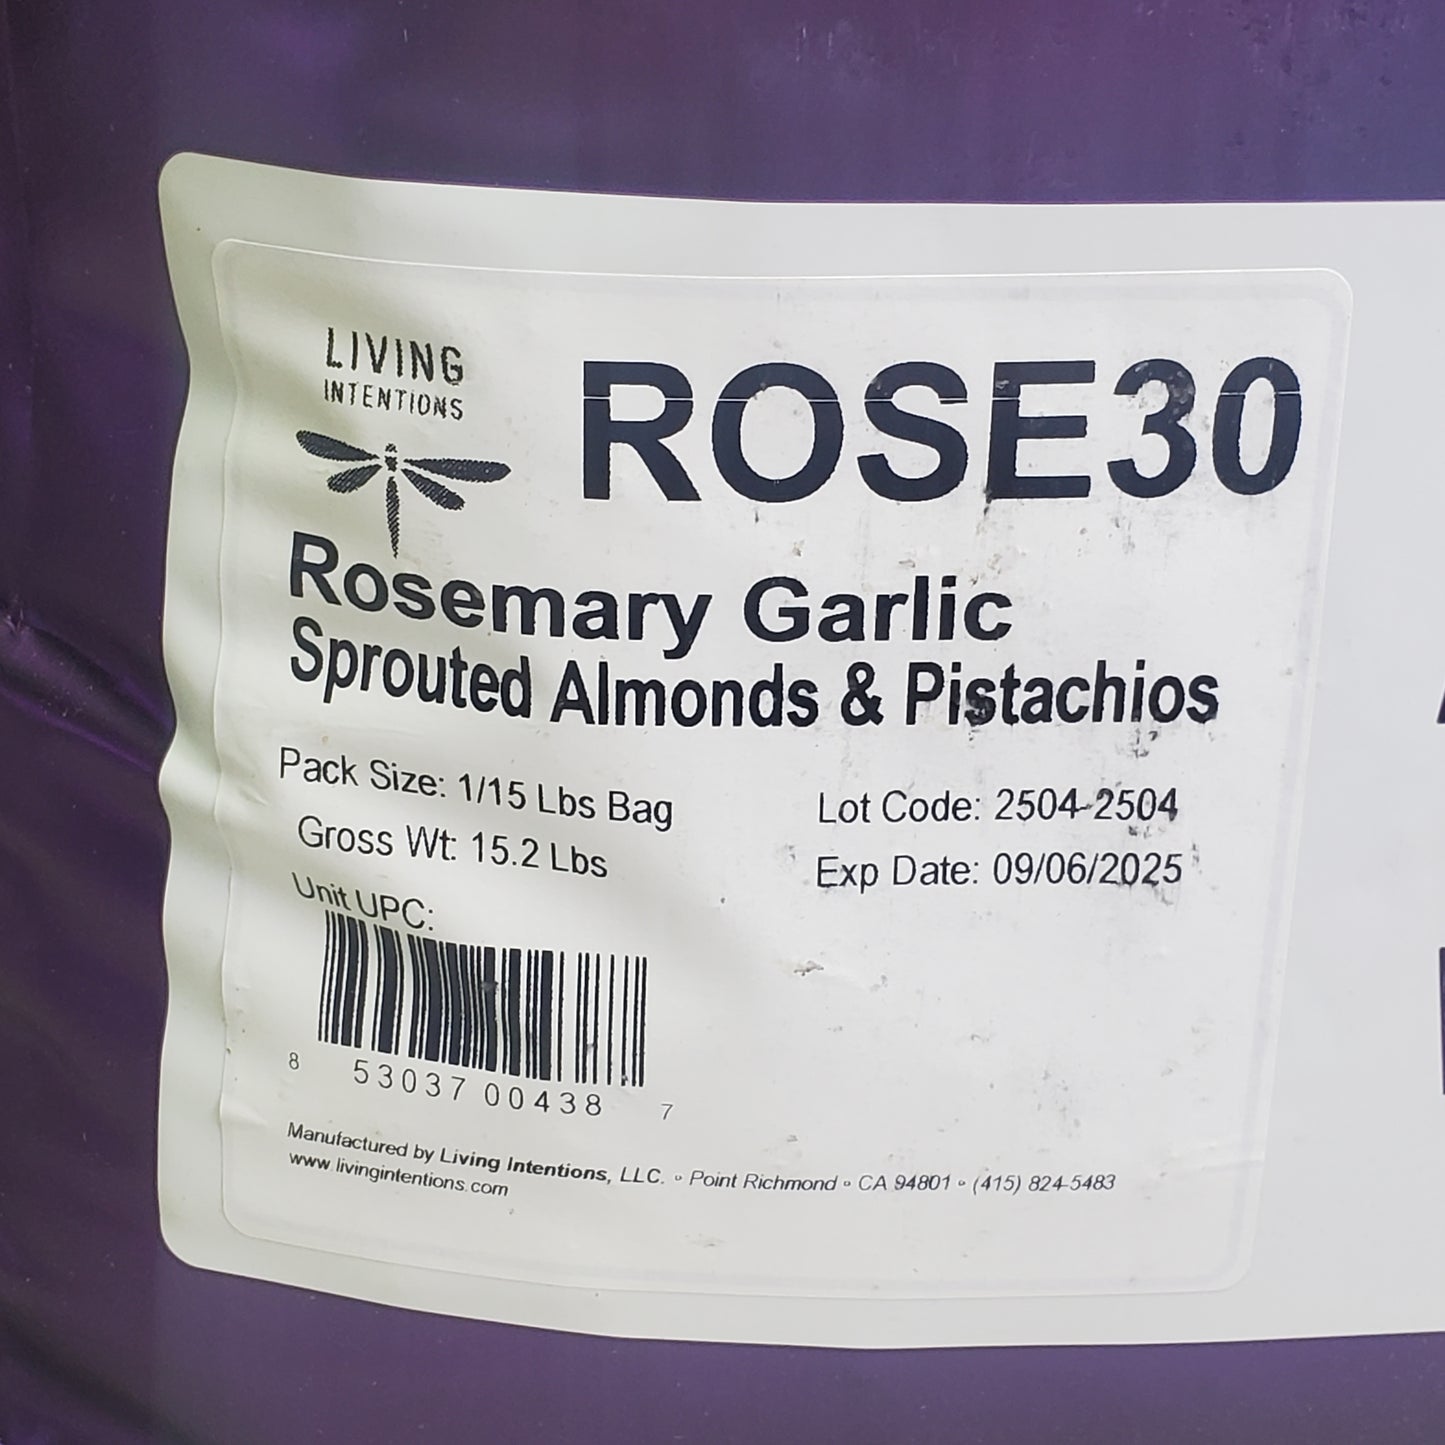 LIVING
INTENTIONS
ROSE30
Rosemary Garlic
Sprouted Almonds & Pistachios
Pack Size: 1/15 Lbs Bag
Gross Wt: 15.2 Lbs
Lot Code: 2504-2504
Exp Date: 09/06/2025
Unit UPC:
8 53037 00438 7
Manufactured by Living Intentions, LLC. ◦ Point Richmond ◦ CA 94801 ◦ (415) 824-5483
www.livingintentions.com